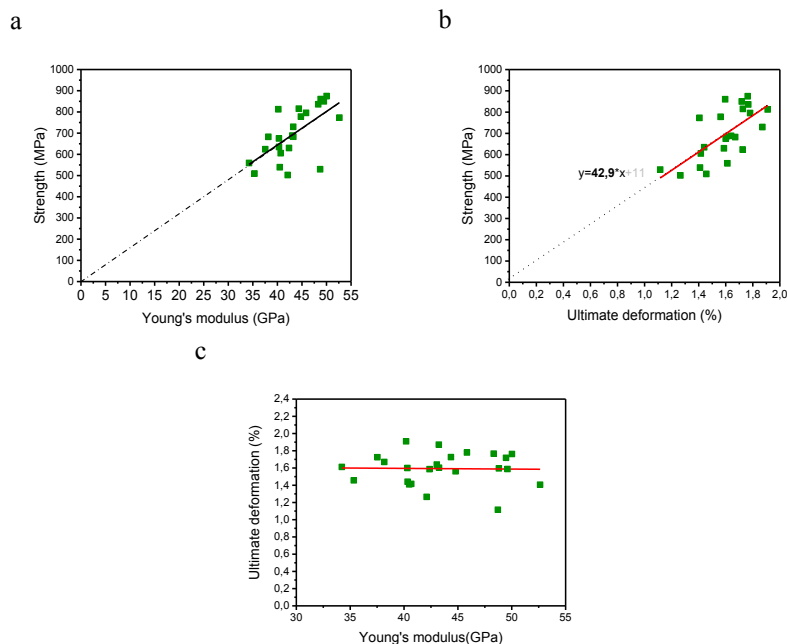 a
1000
900
800
700
600
500
400
300
200
100
0
Strength (MPa)
0 5 10 15 20 25 30 35 40 45 50 55
Young's modulus (GPa)
b
1000
900
800
700
600
500
400
300
200
100
0
Strength (MPa)
y=42,9*x+11
0,0 0,2 0,4 0,6 0,8 1,0 1,2 1,4 1,6 1,8 2,0
Ultimate deformation (%)
c
2,4
2,2
2,0
1,8
1,6
1,4
1,2
1,0
0,8
0,6
0,4
0,2
0,0
Ultimate deformation (%)
30 35 40 45 50 55
Young's modulus(GPa)